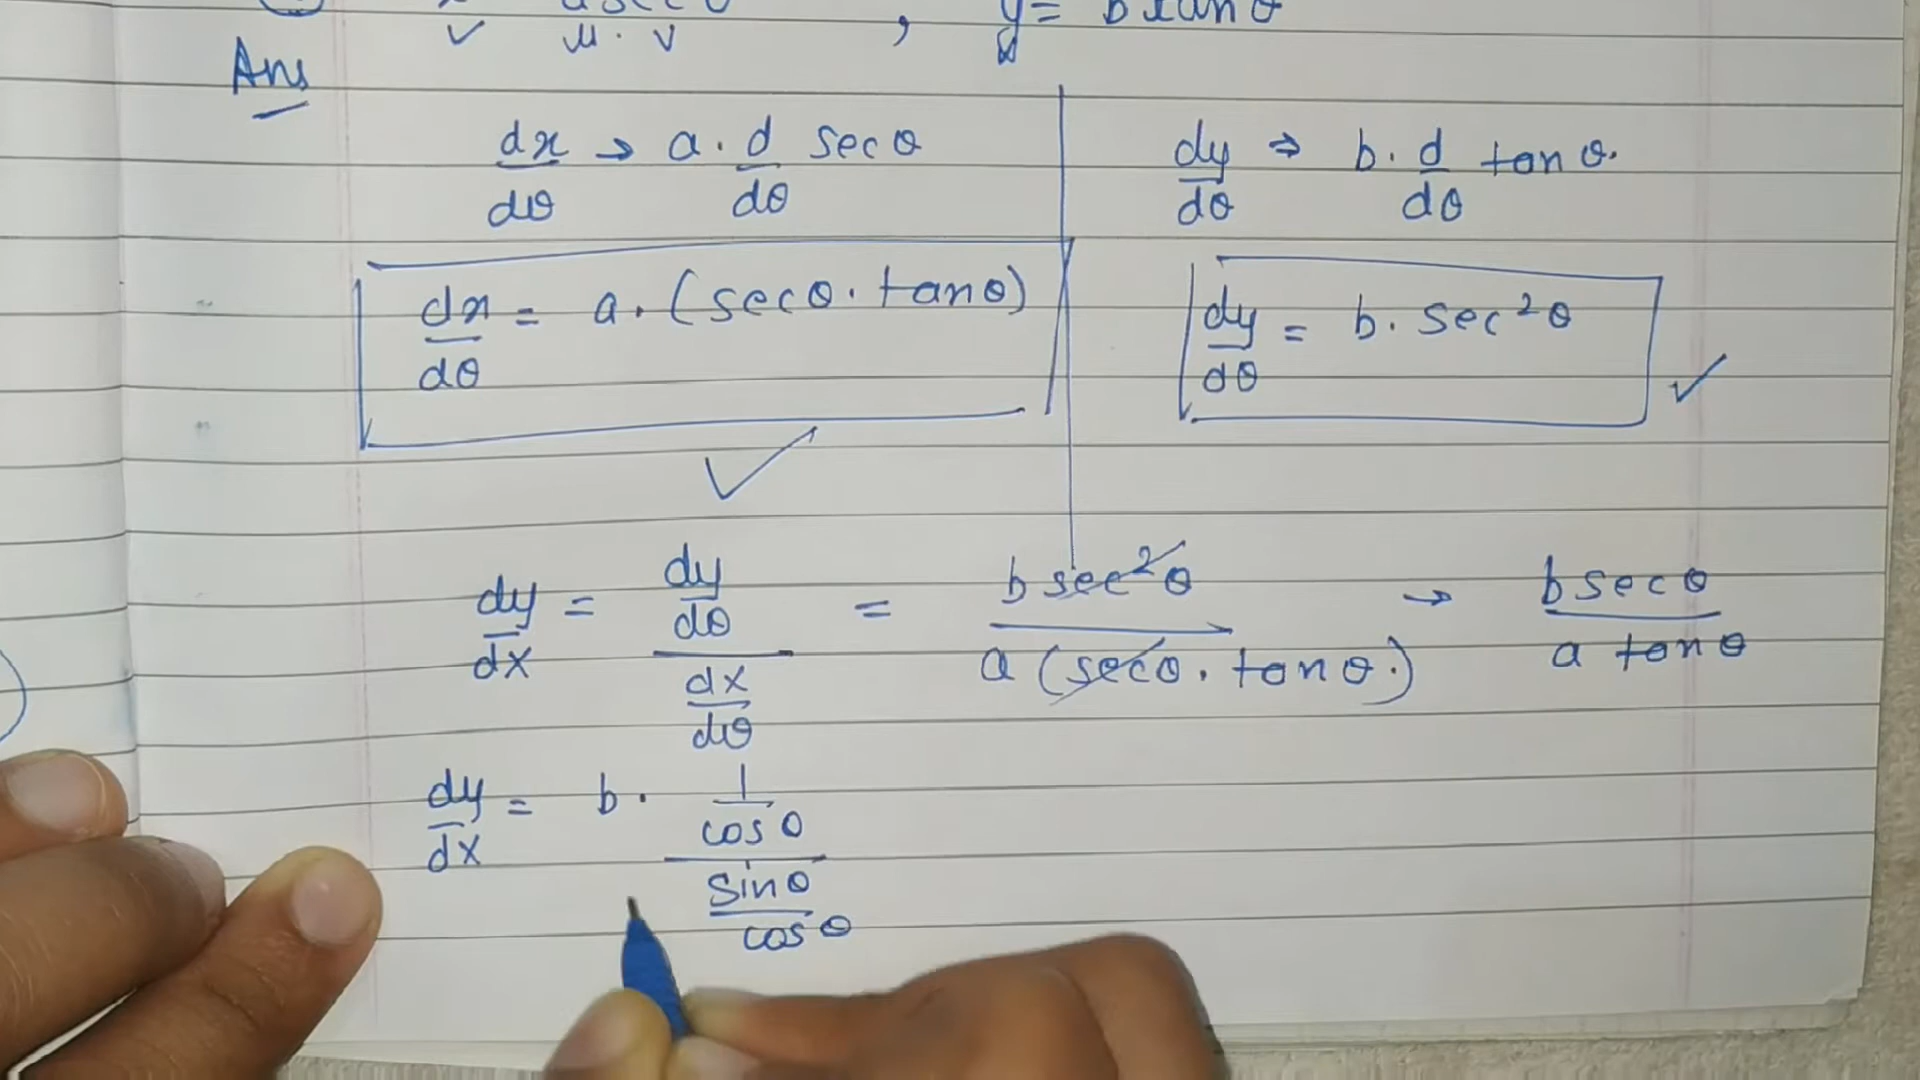 a sec θ , y = b tan θ
Ans u. v
dx/dθ → a . d/dθ sec θ
dx/dθ = a. (sec θ . tan θ)
dy/dθ ⇒ b . d/dθ tan θ.
dy/dθ = b. sec²θ
dy/dx = dy/dθ / dx/dθ = b sec²θ / a (sec θ . tan θ.) → b sec θ / a tan θ
dy/dx = b . 1/cos θ / sin θ/cos θ